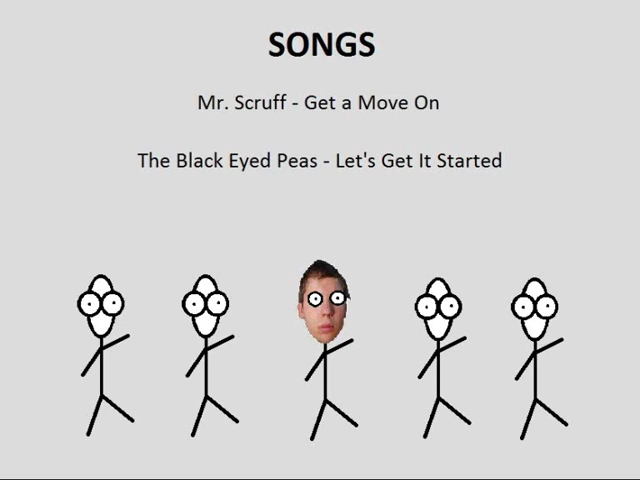 SONGS
Mr. Scruff - Get a Move On
The Black Eyed Peas - Let's Get It Started